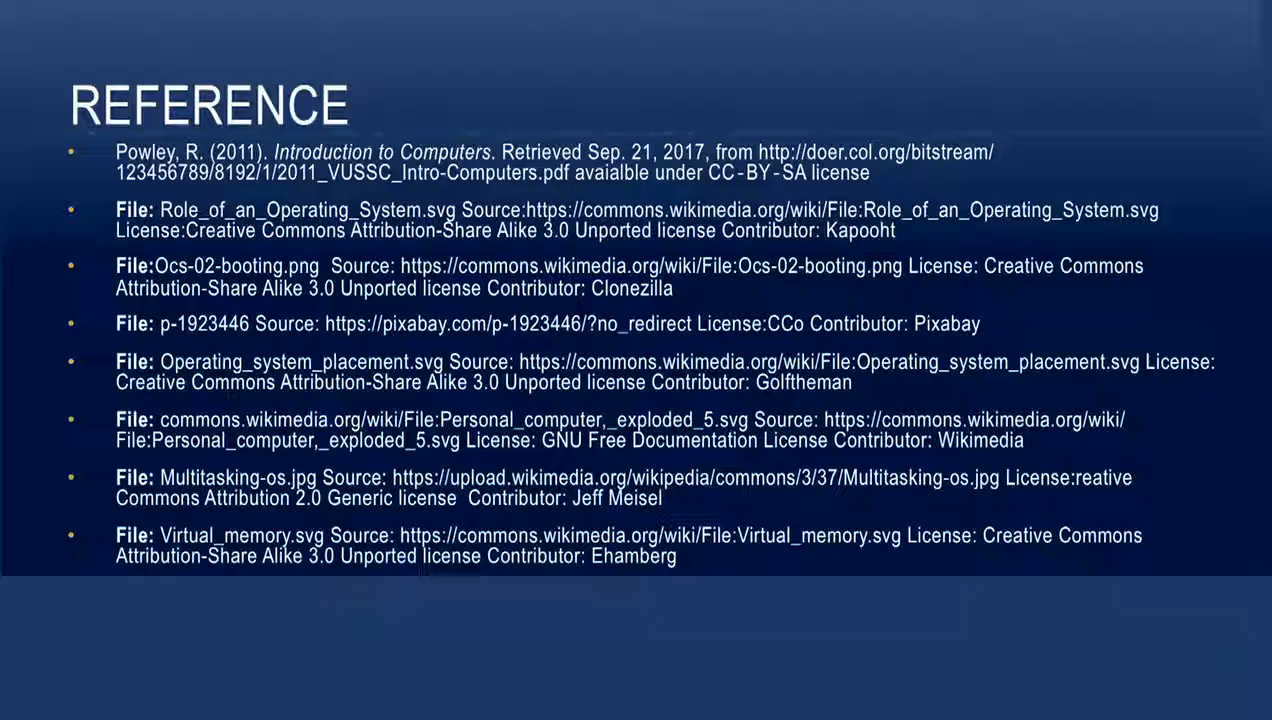 REFERENCE
• Powley, R. (2011). Introduction to Computers. Retrieved Sep. 21, 2017, from http://doer.col.org/bitstream/
123456789/8192/1/2011_VUSSC_Intro-Computers.pdf avaialble under CC-BY-SA license
• File: Role_of_an_Operating_System.svg Source:https://commons.wikimedia.org/wiki/File:Role_of_an_Operating_System.svg
License:Creative Commons Attribution-Share Alike 3.0 Unported license Contributor: Kapooht
• File:Ocs-02-booting.png Source: https://commons.wikimedia.org/wiki/File:Ocs-02-booting.png License: Creative Commons
Attribution-Share Alike 3.0 Unported license Contributor: Clonezilla
• File: p-1923446 Source: https://pixabay.com/p-1923446/?no_redirect License:CCo Contributor: Pixabay
• File: Operating_system_placement.svg Source: https://commons.wikimedia.org/wiki/File:Operating_system_placement.svg License:
Creative Commons Attribution-Share Alike 3.0 Unported license Contributor: Golftheman
• File: commons.wikimedia.org/wiki/File:Personal_computer,_exploded_5.svg Source: https://commons.wikimedia.org/wiki/
File:Personal_computer,_exploded_5.svg License: GNU Free Documentation License Contributor: Wikimedia
• File: Multitasking-os.jpg Source: https://upload.wikimedia.org/wikipedia/commons/3/37/Multitasking-os.jpg License:reative
Commons Attribution 2.0 Generic license Contributor: Jeff Meisel
• File: Virtual_memory.svg Source: https://commons.wikimedia.org/wiki/File:Virtual_memory.svg License: Creative Commons
Attribution-Share Alike 3.0 Unported license Contributor: Ehamberg